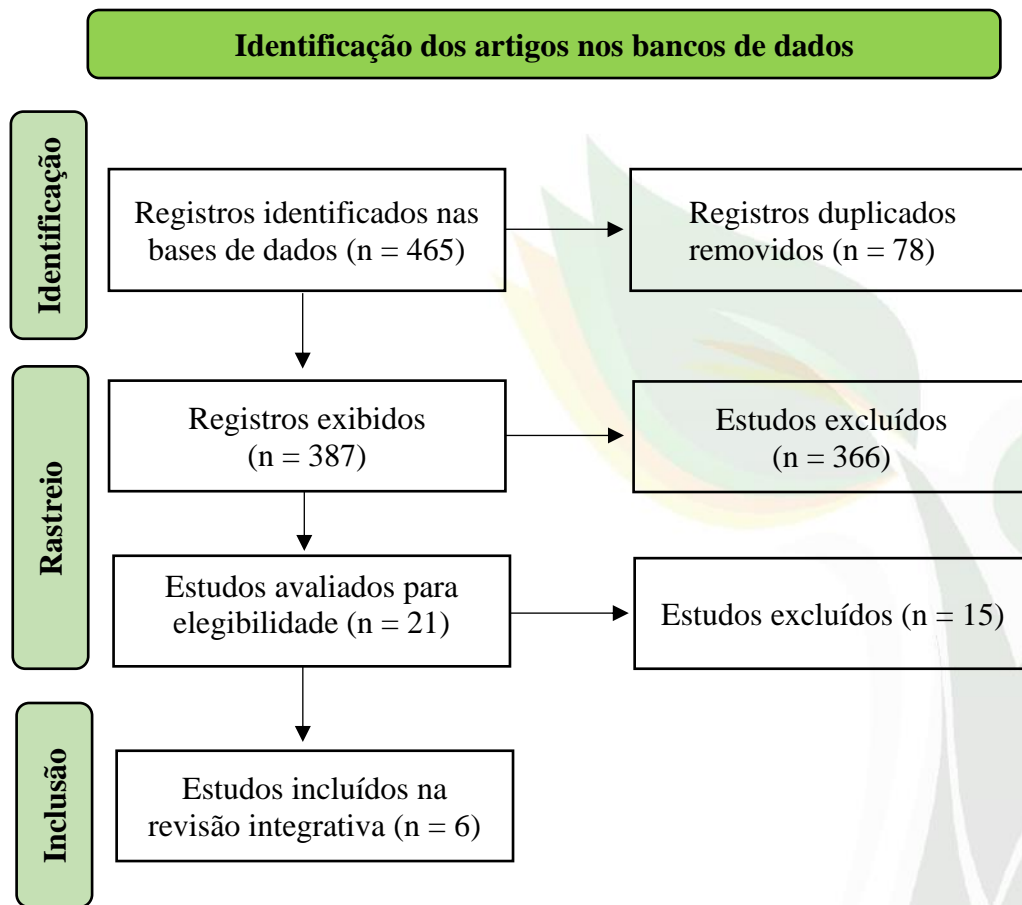 Identificação dos artigos nos bancos de dados
Identificação
Registros identificados nas
bases de dados (n = 465)
Registros duplicados
removidos (n = 78)
Rastreio
Registros exibidos
(n = 387)
Estudos excluídos
(n = 366)
Estudos avaliados para
elegibilidade (n = 21)
Estudos excluídos (n = 15)
Inclusão
Estudos incluídos na
revisão integrativa (n = 6)